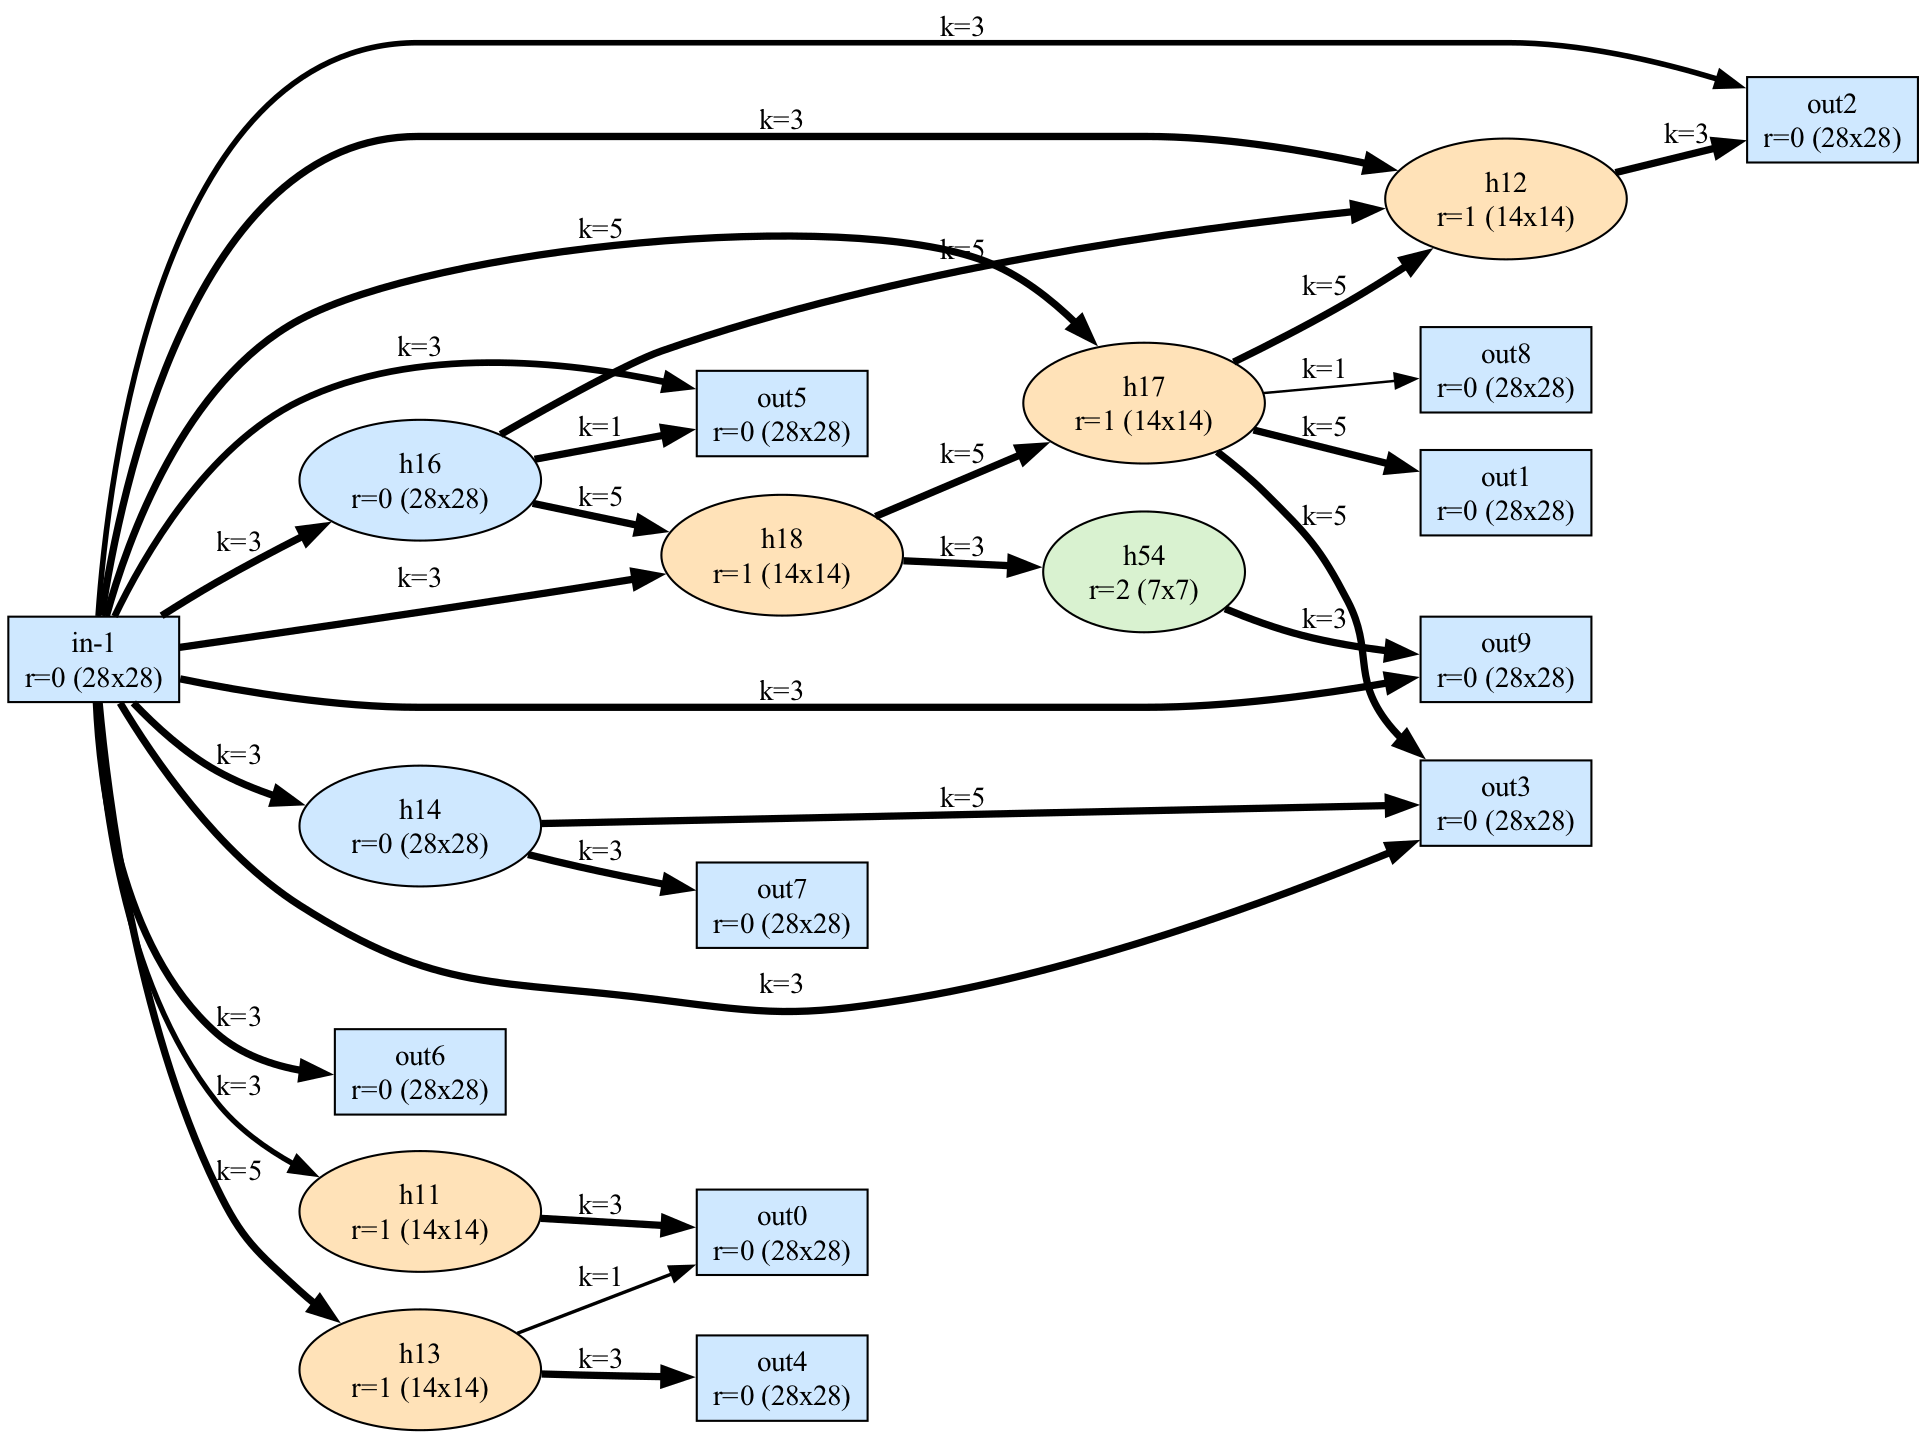 k=3
out2
r=0 (28x28)
k=3
k=3
h12
r=1 (14x14)
k=5
k=5
k=5
k=3
out5
r=0 (28x28)
h17
r=1 (14x14)
k=1
out8
r=0 (28x28)
k=1
k=5
out1
r=0 (28x28)
h16
r=0 (28x28)
k=5
k=5
k=5
k=3
k=3
h18
r=1 (14x14)
k=3
h54
r=2 (7x7)
k=3
out9
r=0 (28x28)
in-1
r=0 (28x28)
k=3
k=3
h14
r=0 (28x28)
k=5
out3
r=0 (28x28)
k=3
out7
r=0 (28x28)
k=3
k=3
out6
r=0 (28x28)
k=3
k=5
h11
r=1 (14x14)
k=3
out0
r=0 (28x28)
k=1
h13
r=1 (14x14)
k=3
out4
r=0 (28x28)